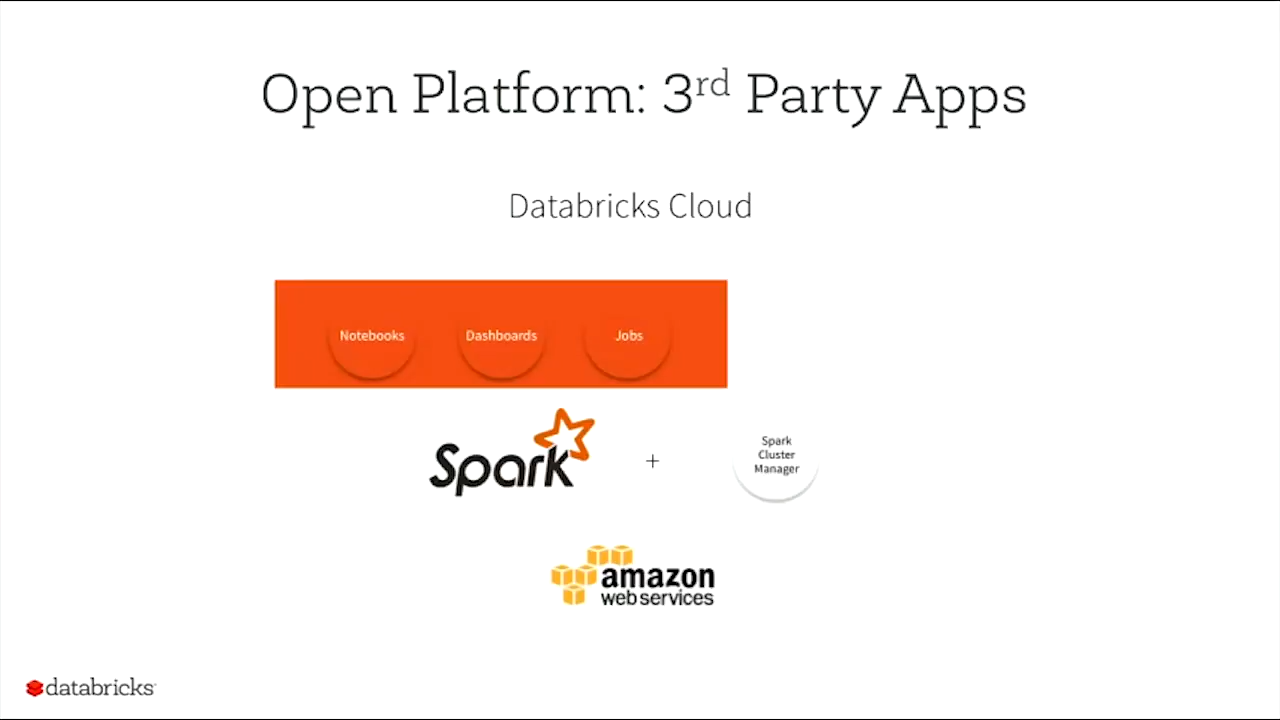 Open Platform: 3rd Party Apps
Databricks Cloud
Notebooks
Dashboards
Jobs
Spark
+
Spark
Cluster
Manager
amazon
web services
databricks